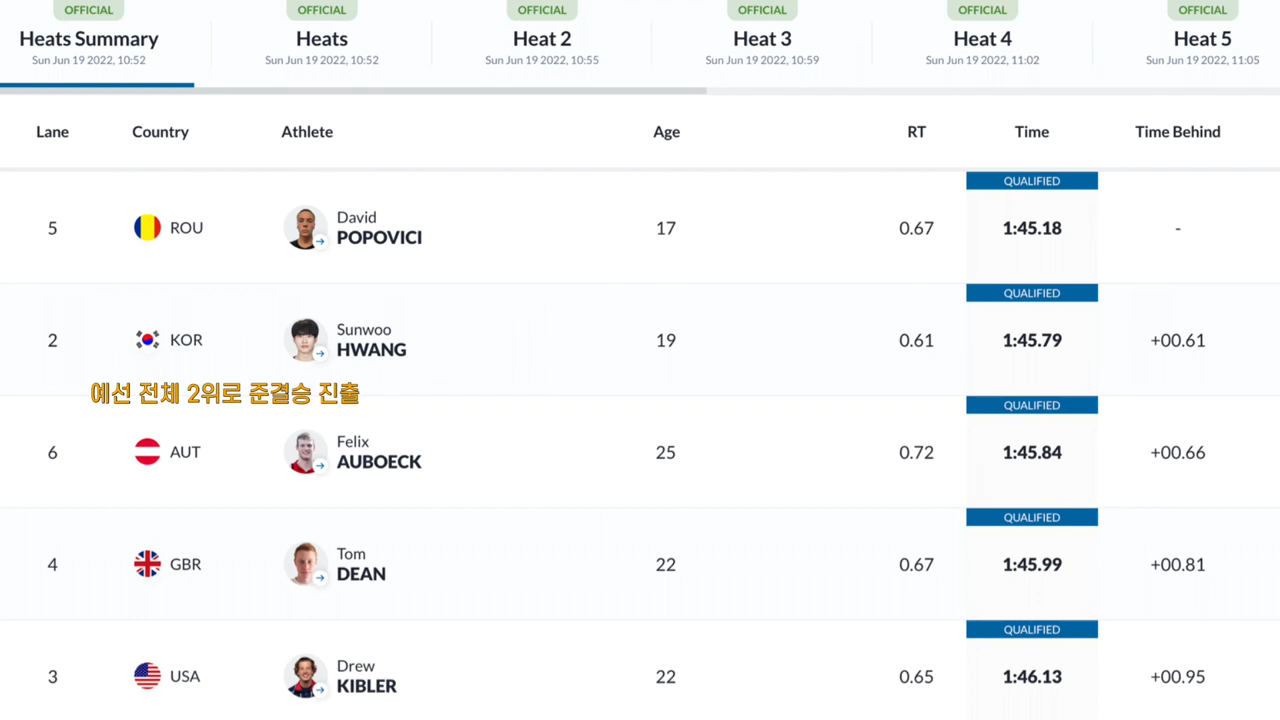 OFFICIAL OFFICIAL OFFICIAL OFFICIAL OFFICIAL OFFICIAL
Heats Summary Heats Heat 2 Heat 3 Heat 4 Heat 5
Sun Jun 19 2022, 10:52 Sun Jun 19 2022, 10:52 Sun Jun 19 2022, 10:55 Sun Jun 19 2022, 10:59 Sun Jun 19 2022, 11:02 Sun Jun 19 2022, 11:05
Lane Country Athlete Age RT Time Time Behind
QUALIFIED
5 ROU David POPOVICI 17 0.67 1:45.18 -
QUALIFIED
2 KOR Sunwoo HWANG 19 0.61 1:45.79 +00.61
예선 전체 2위로 준결승 진출
QUALIFIED
6 AUT Felix AUBOECK 25 0.72 1:45.84 +00.66
QUALIFIED
4 GBR Tom DEAN 22 0.67 1:45.99 +00.81
QUALIFIED
3 USA Drew KIBLER 22 0.65 1:46.13 +00.95